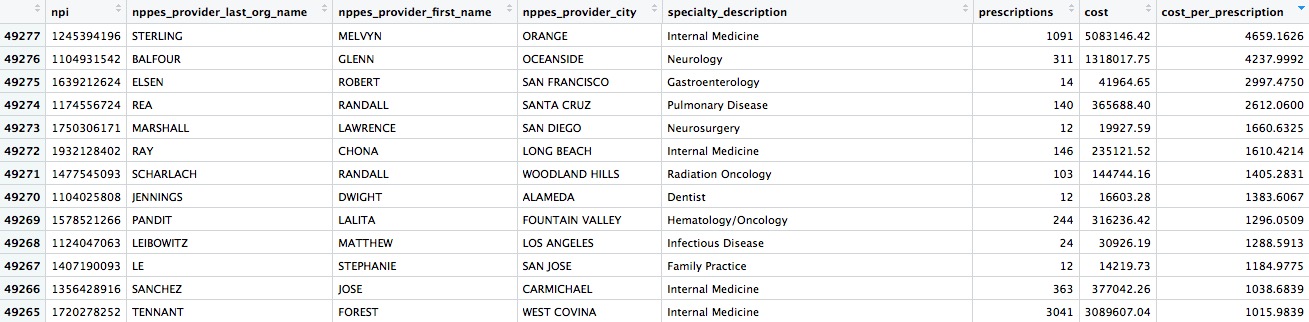 npi nppes_provider_last_org_name nppes_provider_first_name nppes_provider_city specialty_description prescriptions cost cost_per_prescription
49277 1245394196 STERLING MELVYN ORANGE Internal Medicine 1091 5083146.42 4659.1626
49276 1104931542 BALFOUR GLENN OCEANSIDE Neurology 311 1318017.75 4237.9992
49275 1639212624 ELSEN ROBERT SAN FRANCISCO Gastroenterology 14 41964.65 2997.4750
49274 1174556724 REA RANDALL SANTA CRUZ Pulmonary Disease 140 365688.40 2612.0600
49273 1750306171 MARSHALL LAWRENCE SAN DIEGO Neurosurgery 12 19927.59 1660.6325
49272 1932128402 RAY CHONA LONG BEACH Internal Medicine 146 235121.52 1610.4214
49271 1477545093 SCHARLACH RANDALL WOODLAND HILLS Radiation Oncology 103 144744.16 1405.2831
49270 1104025808 JENNINGS DWIGHT ALAMEDA Dentist 12 16603.28 1383.6067
49269 1578521266 PANDIT LALITA FOUNTAIN VALLEY Hematology/Oncology 244 316236.42 1296.0509
49268 1124047063 LEIBOWITZ MATTHEW LOS ANGELES Infectious Disease 24 30926.19 1288.5913
49267 1407190093 LE STEPHANIE SAN JOSE Family Practice 12 14219.73 1184.9775
49266 1356428916 SANCHEZ JOSE CARMICHAEL Internal Medicine 363 377042.26 1038.6839
49265 1720278252 TENNANT FOREST WEST COVINA Internal Medicine 3041 3089607.04 1015.9839